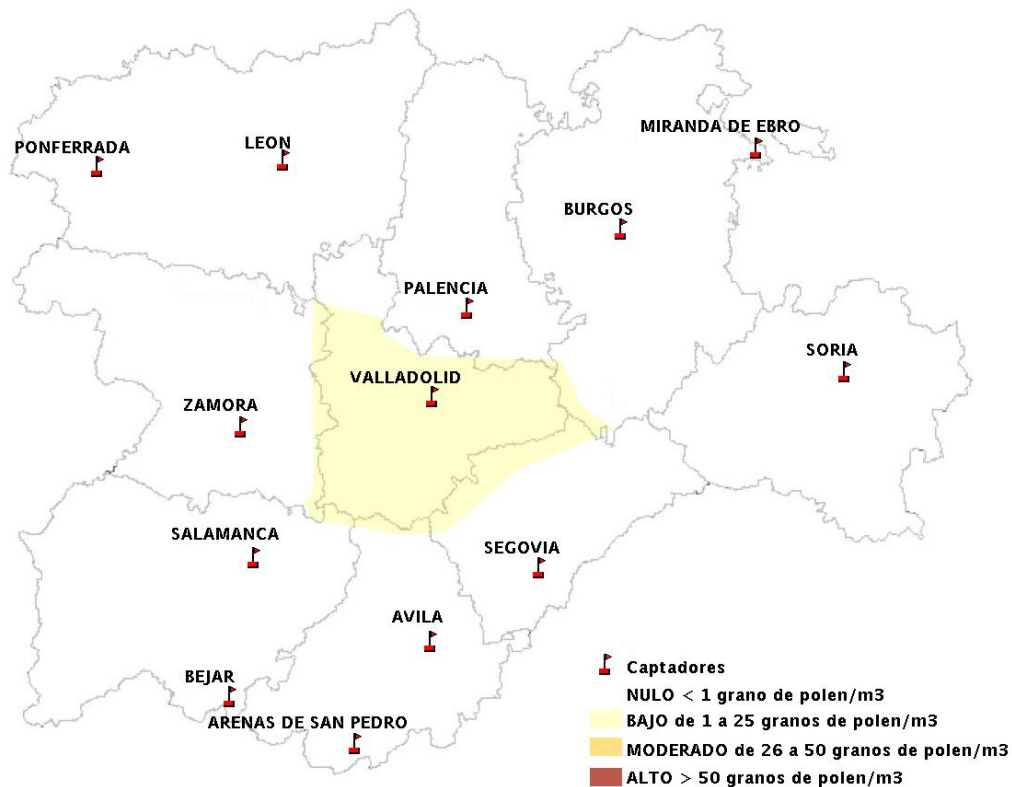 MIRANDA DE EBRO
PONFERRADA
LEON
BURGOS
PALENCIA
SORIA
VALLADOLID
ZAMORA
SALAMANCA
SEGOVIA
AVILA
BEJAR
ARENAS DE SAN PEDRO
Captadores
NULO < 1 grano de polen/m3
BAJO de 1 a 25 granos de polen/m3
MODERADO de 26 a 50 granos de polen/m3
ALTO > 50 granos de polen/m3